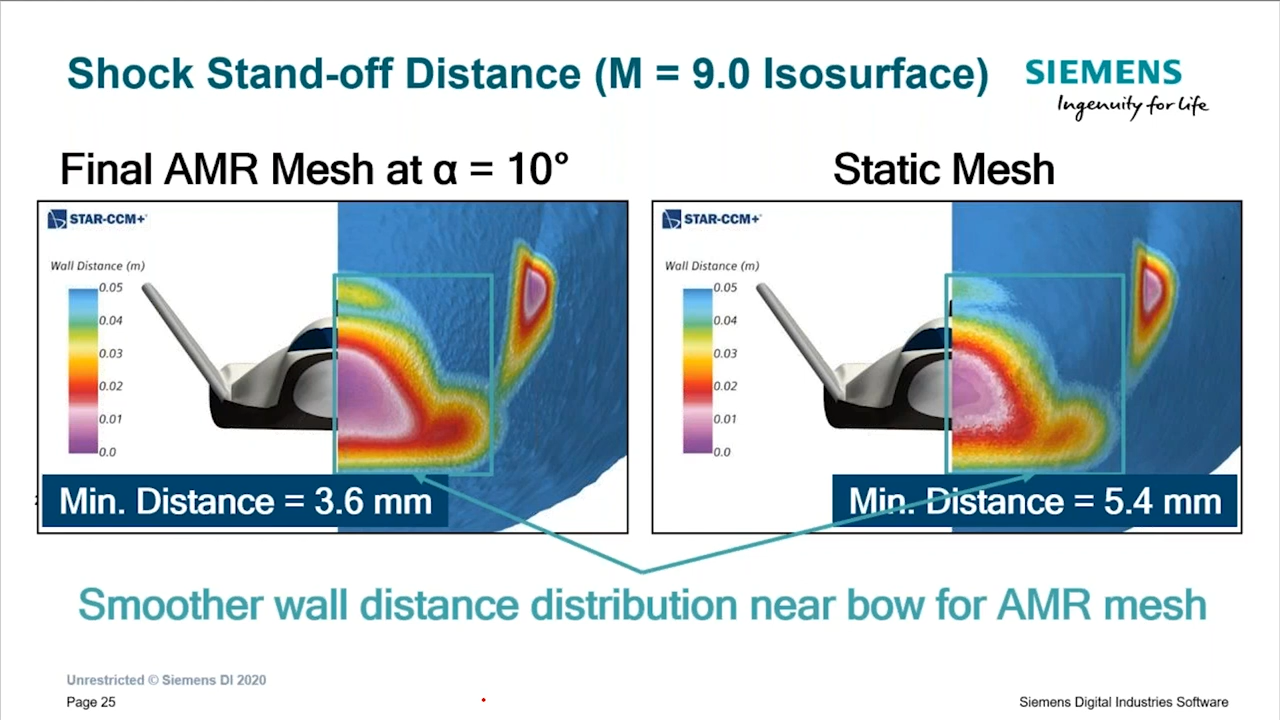 Shock Stand-off Distance (M = 9.0 Isosurface)
SIEMENS
Ingenuity for life
Final AMR Mesh at α = 10°
Static Mesh
STAR-CCM+
Wall Distance (m)
0.05
0.04
0.03
0.02
0.01
0.0
Min. Distance = 3.6 mm
STAR-CCM+
Wall Distance (m)
0.05
0.04
0.03
0.02
0.01
0.0
Min. Distance = 5.4 mm
Smoother wall distance distribution near bow for AMR mesh
Unrestricted © Siemens DI 2020
Page 25
Siemens Digital Industries Software